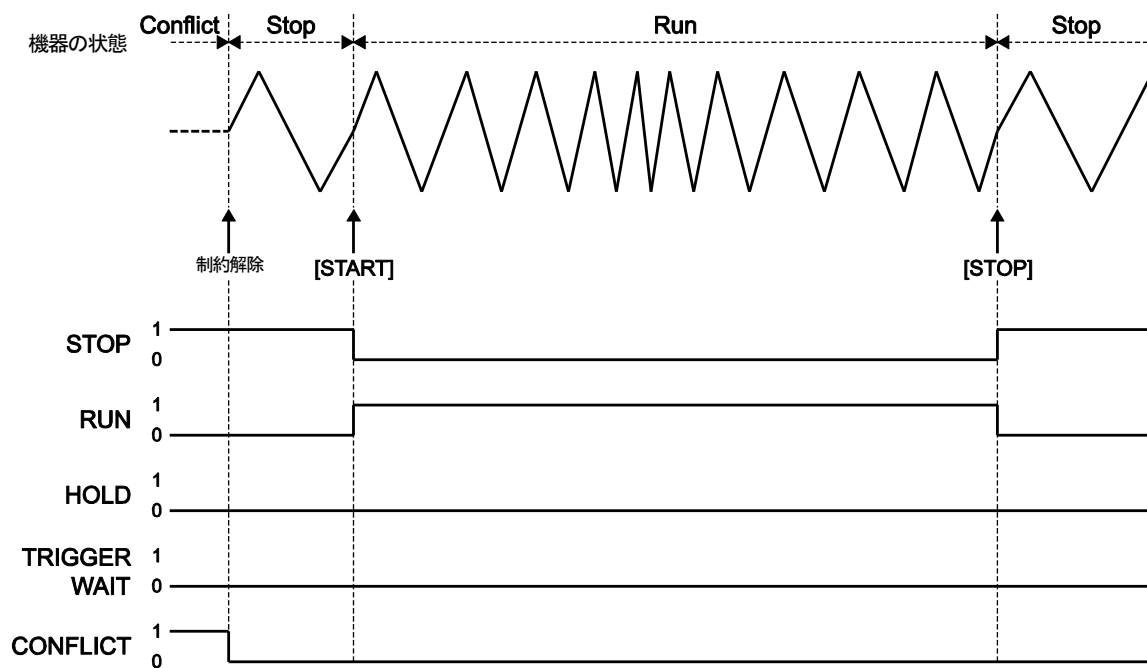 Conflict Stop Run Stop
機器の状態
制約解除 [START] [STOP]
1
STOP
0
1
RUN
0
1
HOLD
0
TRIGGER 1
WAIT 0
1
CONFLICT
0